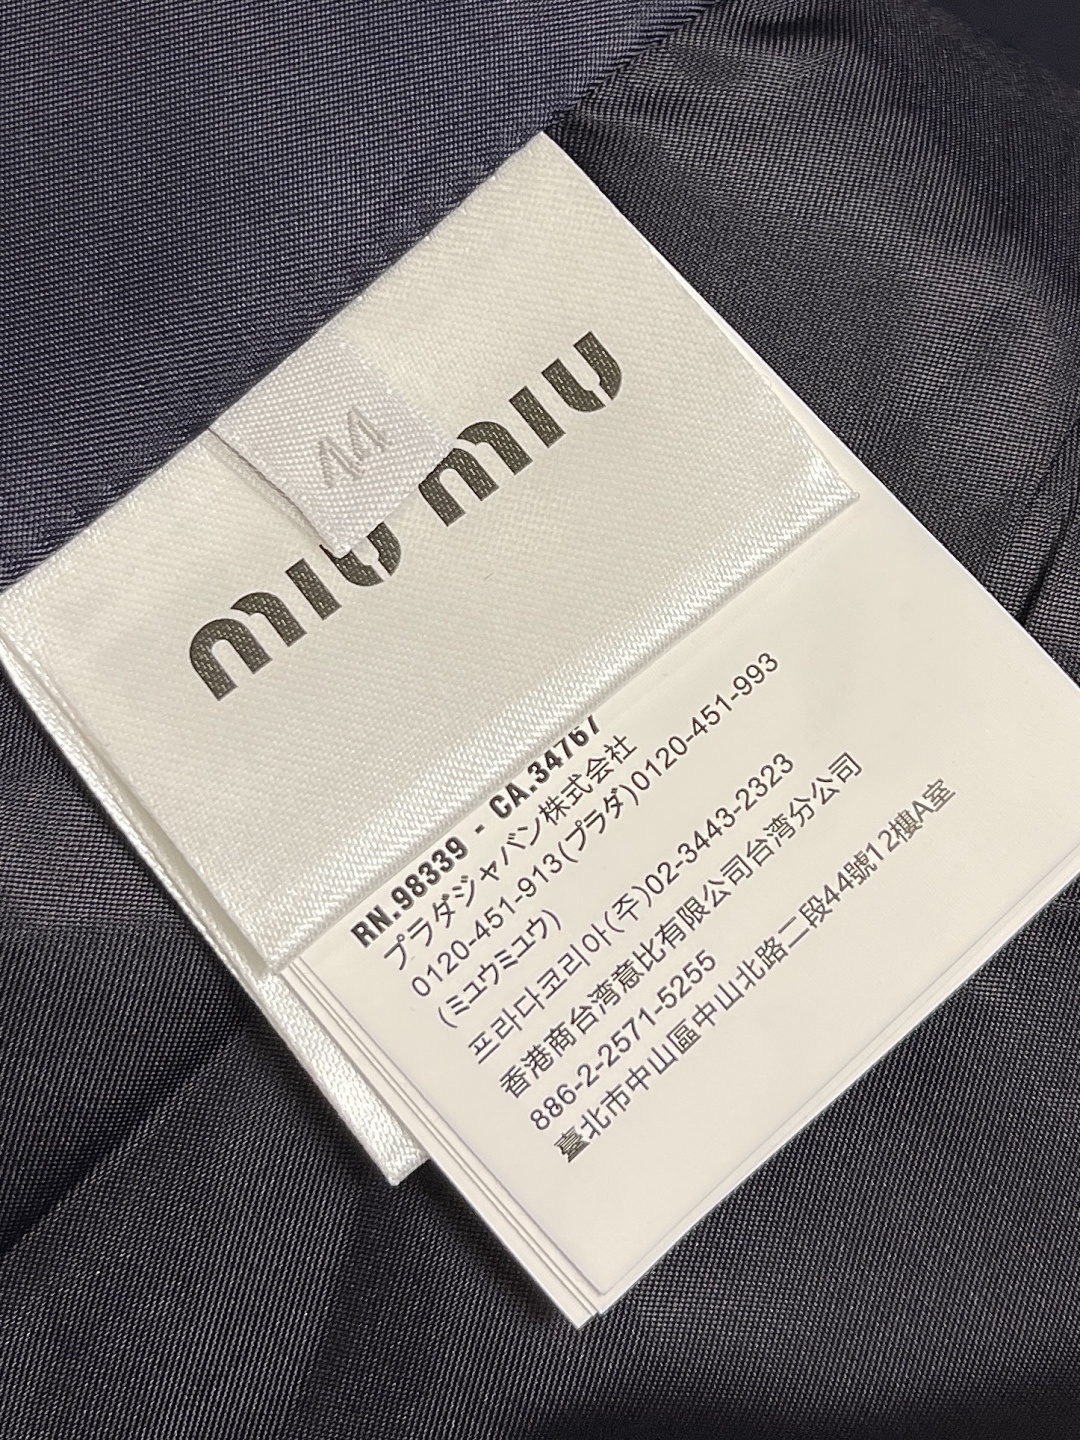 M
miu miu
RN.98339 - CA.34767
プラダジャパン株式会社
0120-451-913(プラダ)0120-451-993
(ミュウミュウ)
프라다코리아(주)02-3443-2323
香港商台湾意比有限公司台湾分公司
886-2-2571-5255
臺北市中山區中山北路二段44號12樓A室